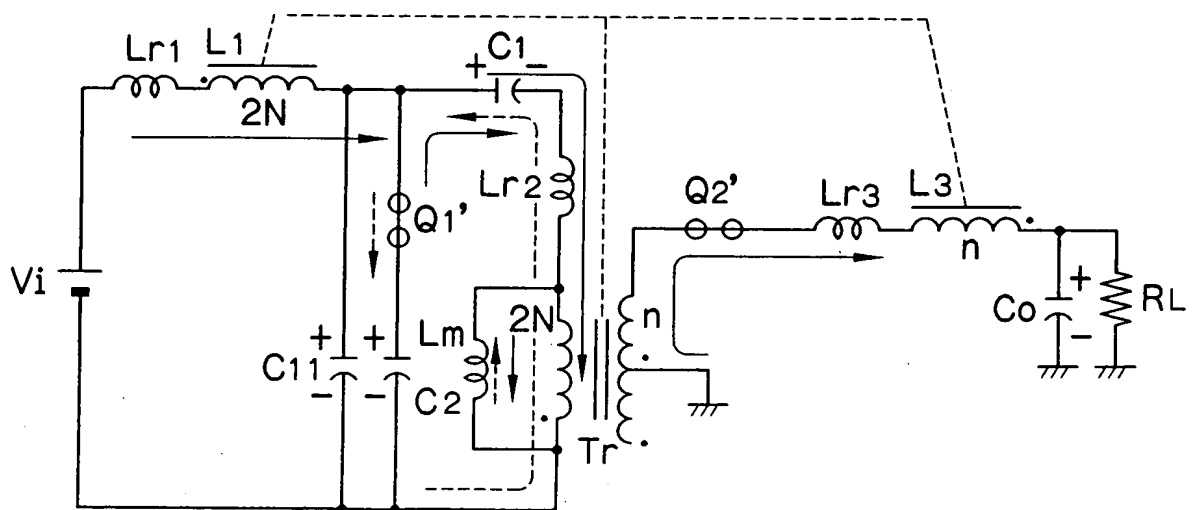 Lr1
L1
2N
+ C1 -
Lr2
Q1'
Q2'
Lr3
L3
n
Vi
+
+
C11
-
-
C2
Lm
2N
n
Tr
Co
+
-
RL